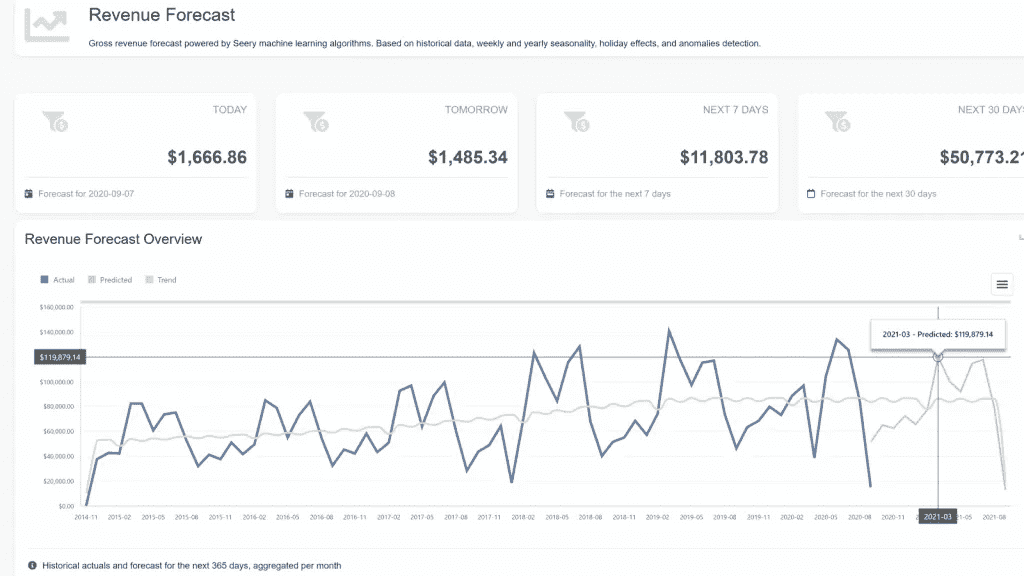 Revenue Forecast
Gross revenue forecast powered by Seery machine learning algorithms. Based on historical data, weekly and yearly seasonality, holiday effects, and anomalies detection.
TODAY
$1,666.86
Forecast for 2020-09-07
TOMORROW
$1,485.34
Forecast for 2020-09-08
NEXT 7 DAYS
$11,803.78
Forecast for the next 7 days
NEXT 30 DAYS
$50,773.21
Forecast for the next 30 days
Revenue Forecast Overview
Actual Predicted Trend
$160,000.00
$140,000.00
2021-03 - Predicted: $119,879.14
$119,879.14
$100,000.00
$80,000.00
$60,000.00
$40,000.00
$20,000.00
$0.00
2014-11 2015-02 2015-05 2015-08 2015-11 2016-02 2016-05 2016-08 2016-11 2017-02 2017-05 2017-08 2017-11 2018-02 2018-05 2018-08 2018-11 2019-02 2019-05 2019-08 2019-11 2020-02 2020-05 2020-08 2020-11 2021-03 21-05 2021-08
Historical actuals and forecast for the next 365 days, aggregated per month